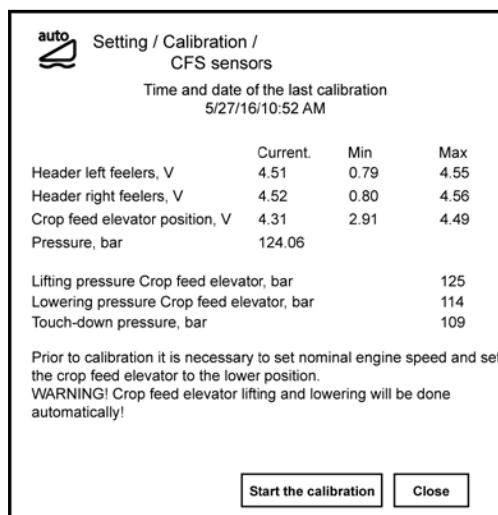 auto
Setting / Calibration /
CFS sensors
Time and date of the last calibration
5/27/16/10:52 AM
Current. Min Max
Header left feelers, V 4.51 0.79 4.55
Header right feelers, V 4.52 0.80 4.56
Crop feed elevator position, V 4.31 2.91 4.49
Pressure, bar 124.06
Lifting pressure Crop feed elevator, bar 125
Lowering pressure Crop feed elevator, bar 114
Touch-down pressure, bar 109
Prior to calibration it is necessary to set nominal engine speed and set
the crop feed elevator to the lower position.
WARNING! Crop feed elevator lifting and lowering will be done
automatically!
Start the calibration Close